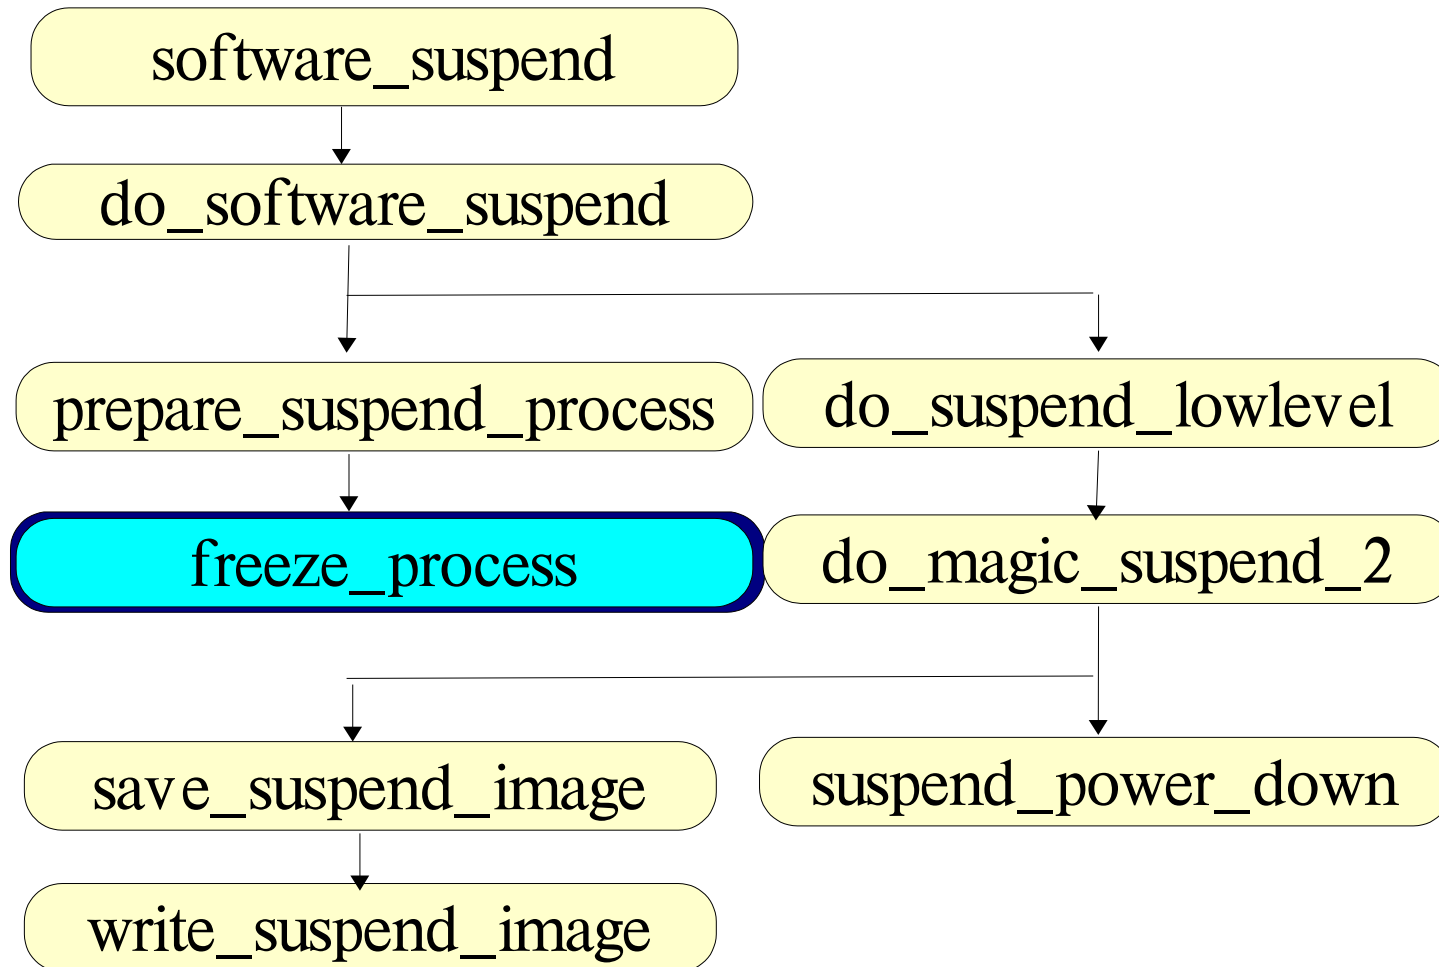 software_suspend
do_software_suspend
prepare_suspend_process
do_suspend_lowlevel
freeze_process
do_magic_suspend_2
save_suspend_image
suspend_power_down
write_suspend_image